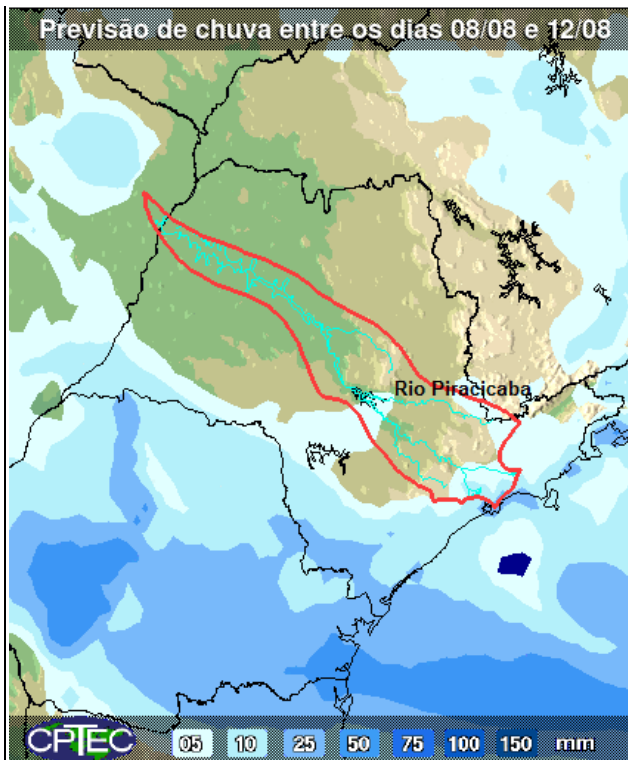 Previsão de chuva entre os dias 08/08 e 12/08
Rio Piracicaba
CPTEC 05 10 25 50 75 100 150 mm